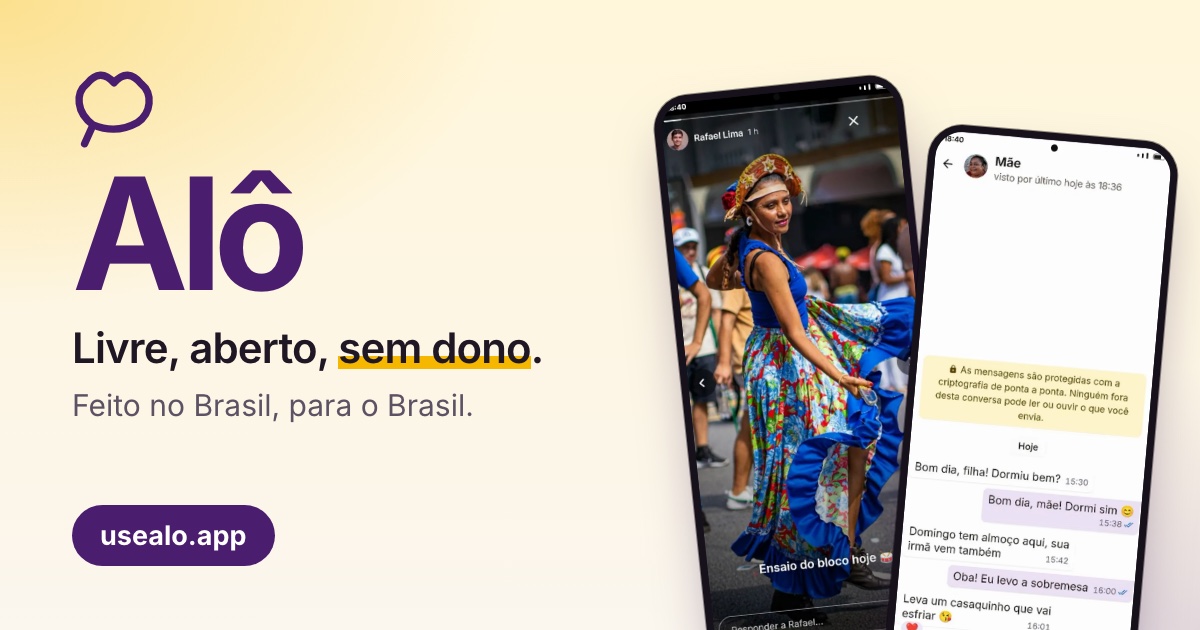 Alô
Livre, aberto, sem dono.
Feito no Brasil, para o Brasil.
usealo.app
Rafael Lima 1 h
Ensaio do bloco hoje 🥁
Responder a Rafael...
Mãe
visto por último hoje às 18:36
🔒 As mensagens são protegidas com a
criptografia de ponta a ponta. Ninguém fora
desta conversa pode ler ou ouvir o que você
envia.
Hoje
Bom dia, filha! Dormiu bem? 15:30
Bom dia, mãe! Dormi sim 😊
15:38
Domingo tem almoço aqui, sua
irmã vem também 15:42
Oba! Eu levo a sobremesa 16:00
Leva um casaquinho que vai
esfriar 😘 16:01